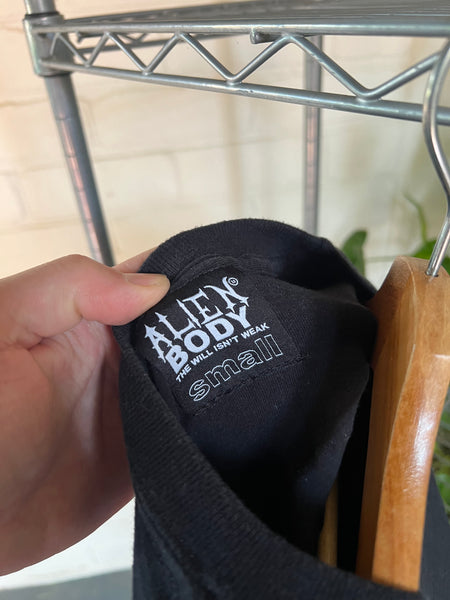 ALIEN®
BODY
THE WILL ISN'T WEAK
small